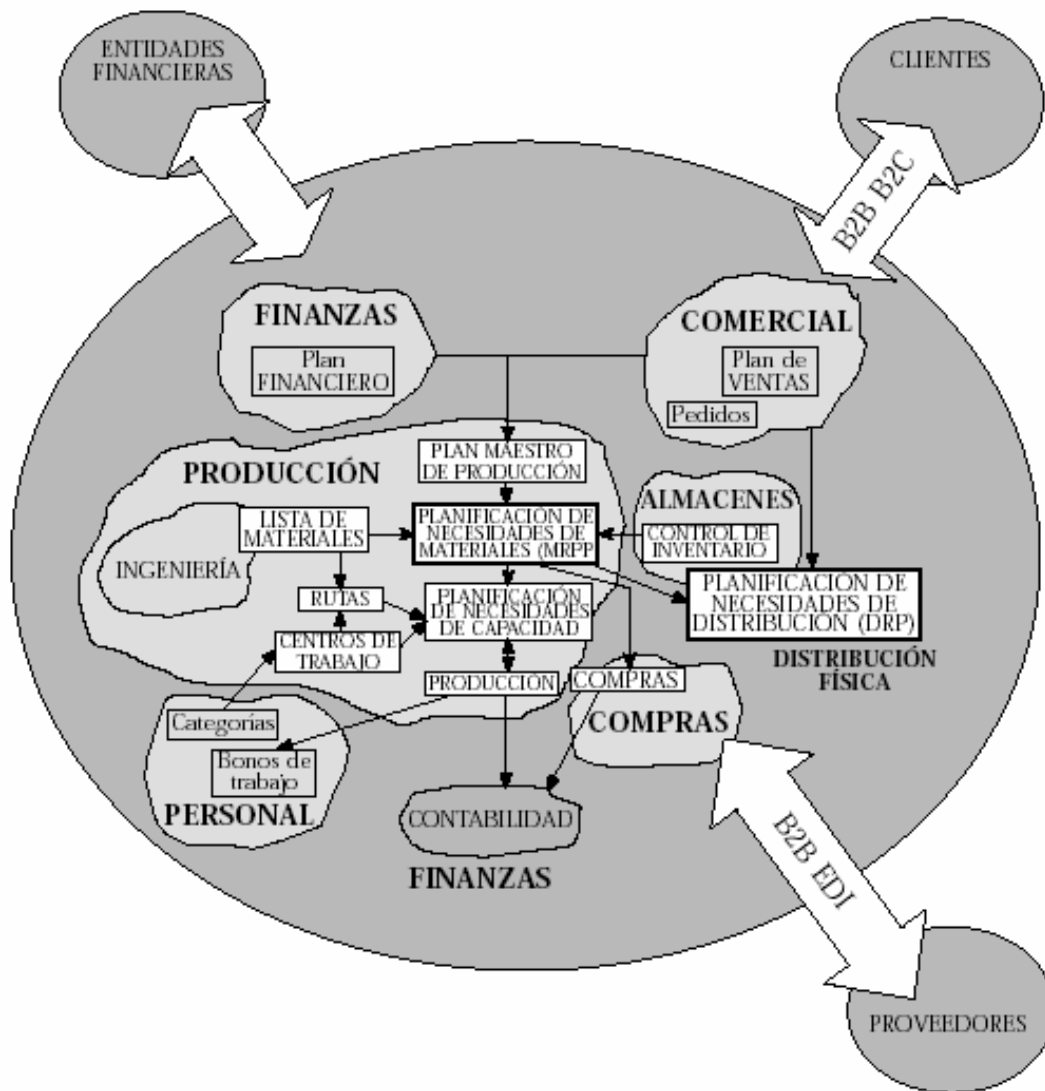 ENTIDADES
FINANCIERAS
CLIENTES
B2B B2C
FINANZAS
Plan
FINANCIERO
COMERCIAL
Plan de
VENTAS
Pedidos
PRODUCCIÓN
PLAN MAESTRO
DE PRODUCCIÓN
ALMACENES
LISTA DE
MATERIALES
PLANIFICACIÓN DE
NECESIDADES DE
MATERIALES (MRPP
CONTROL DE
INVENTARIO
INGENIERÍA
RUTAS
PLANIFICACIÓN
DE NECESIDADES
DE CAPACIDAD
PLANIFICACIÓN DE
NECESIDADES DE
DISTRIBUCIÓN (DRP)
CENTROS DE
TRABAJO
DISTRIBUCIÓN
FÍSICA
PRODUCCIÓN
COMPRAS
COMPRAS
Categorías
Bonos de
trabajo
PERSONAL
CONTABILIDAD
FINANZAS
B2B EDI
PROVEEDORES